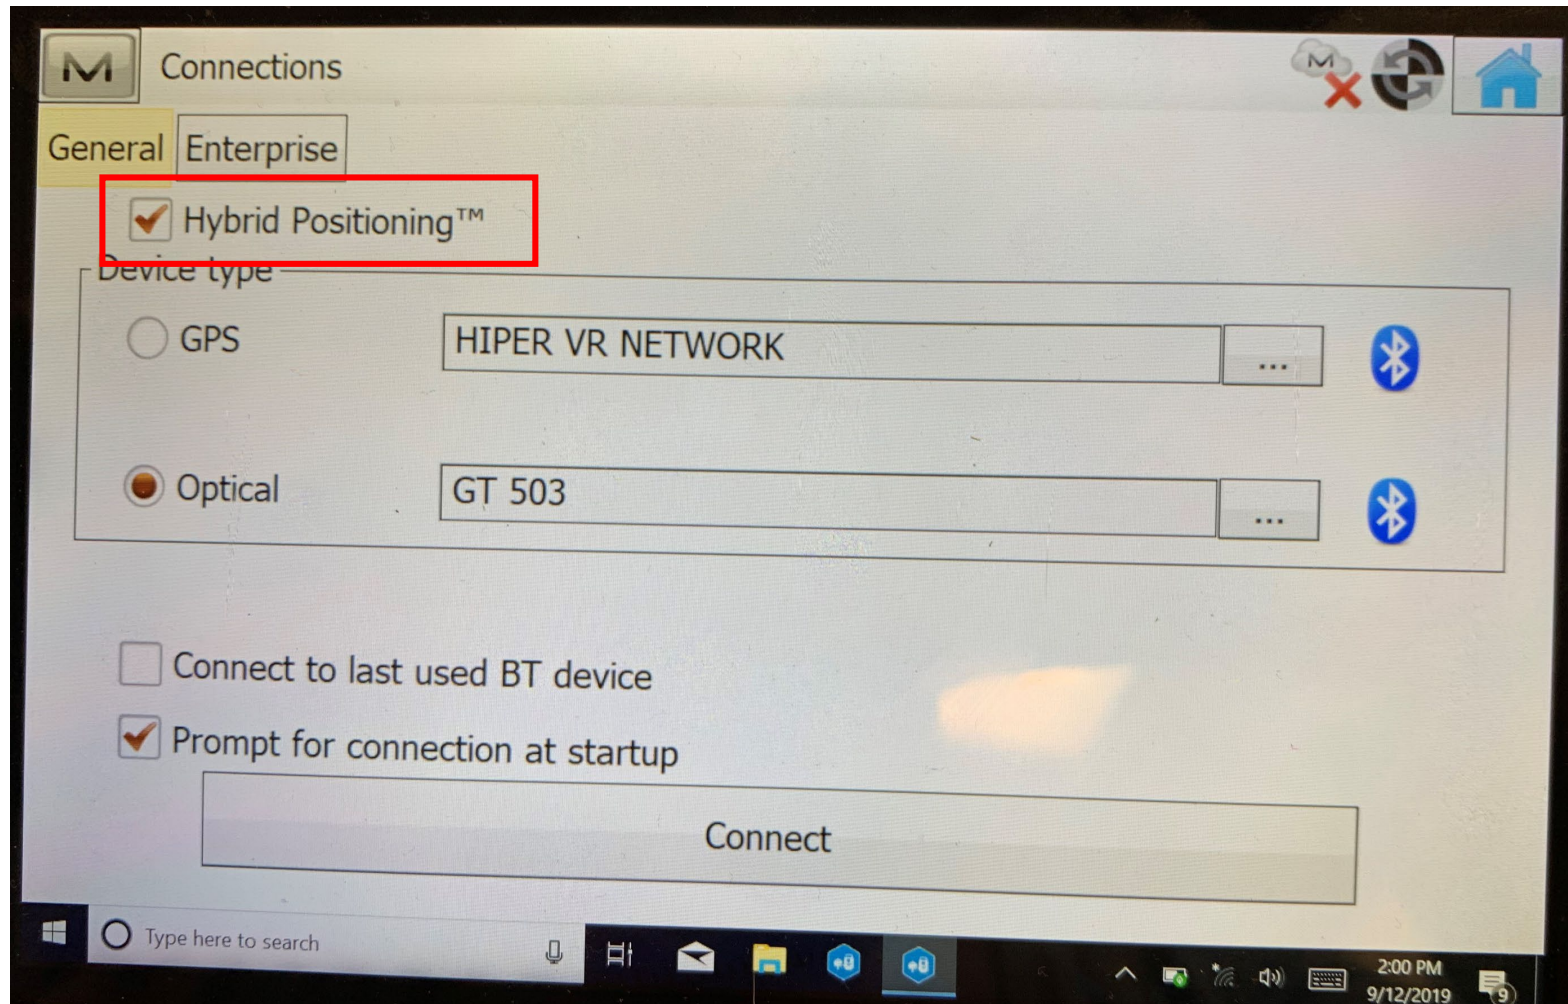 M Connections M
General Enterprise
Hybrid Positioning™
Device type
GPS HIPER VR NETWORK ...
Optical GT 503 ...
Connect to last used BT device
Prompt for connection at startup
Connect
Type here to search
2:00 PM
9/12/2019 9